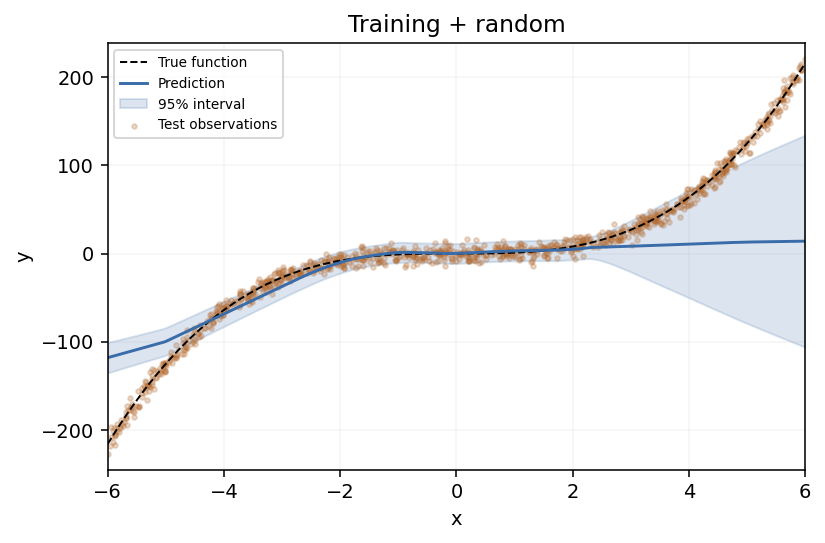 Training + random
True function
Prediction
95% interval
Test observations
200
100
0
−100
−200
y
−6
−4
−2
0
2
4
6
x